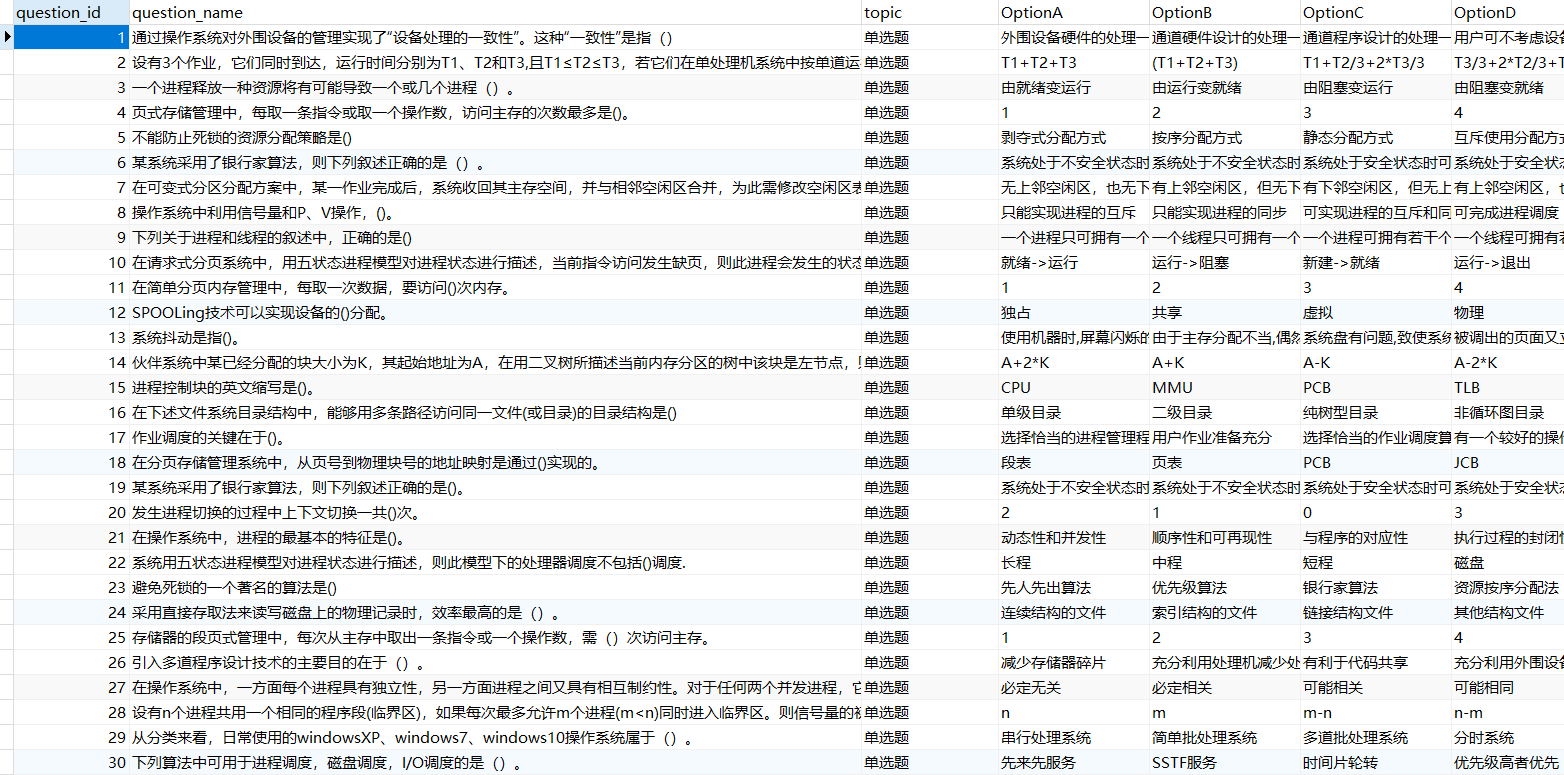 question_id question_name topic OptionA OptionB OptionC OptionD
1 通过操作系统对外围设备的管理实现了“设备处理的一致性”。这种“一致性”是指（） 单选题 外围设备硬件的处理一 通道硬件设计的处理一 通道程序设计的处理一 用户可不考虑设
2 设有3个作业，它们同时到达，运行时间分别为T1、T2和T3,且T1≤T2≤T3，若它们在单处理机系统中按单道运 单选题 T1+T2+T3 (T1+T2+T3) T1+T2/3+2*T3/3 T3/3+2*T2/3+T
3 一个进程释放一种资源将有可能导致一个或几个进程（）。 单选题 由就绪变运行 由运行变就绪 由阻塞变运行 由阻塞变就绪
4 页式存储管理中，每取一条指令或取一个操作数，访问主存的次数最多是()。 单选题 1 2 3 4
5 不能防止死锁的资源分配策略是() 单选题 剥夺式分配方式 按序分配方式 静态分配方式 互斥使用分配方
6 某系统采用了银行家算法，则下列叙述正确的是（）。 单选题 系统处于不安全状态时 系统处于不安全状态时 系统处于安全状态时可 系统处于安全状
7 在可变式分区分配方案中，某一作业完成后，系统收回其主存空间，并与相邻空闲区合并，为此需修改空闲区 单选题 无上邻空闲区，也无下 有上邻空闲区，但无下 有下邻空闲区，但无上 有上邻空闲区，
8 操作系统中利用信号量和P、V操作，()。 单选题 只能实现进程的互斥 只能实现进程的同步 可实现进程的互斥和同 可完成进程调度
9 下列关于进程和线程的叙述中，正确的是() 单选题 一个进程只可拥有一个 一个线程只可拥有一个 一个进程可拥有若干个 一个线程可拥有
10 在请求式分页系统中，用五状态进程模型对进程状态进行描述，当前指令访问发生缺页，则此进程会发生的状 单选题 就绪->运行 运行->阻塞 新建->就绪 运行->退出
11 在简单分页内存管理中，每取一次数据，要访问()次内存。 单选题 1 2 3 4
12 SPOOLing技术可以实现设备的()分配。 单选题 独占 共享 虚拟 物理
13 系统抖动是指()。 单选题 使用机器时,屏幕闪烁的 由于主存分配不当,偶 系统盘有问题,致使系 被调出的页面又
14 伙伴系统中某已经分配的块大小为K，其起始地址为A，在用二叉树所描述当前内存分区的树中该块是左节点， 单选题 A+2*K A+K A-K A-2*K
15 进程控制块的英文缩写是()。 单选题 CPU MMU PCB TLB
16 在下述文件系统目录结构中，能够用多条路径访问同一文件(或目录)的目录结构是() 单选题 单级目录 二级目录 纯树型目录 非循环图目录
17 作业调度的关键在于()。 单选题 选择恰当的进程管理程 用户作业准备充分 选择恰当的作业调度算 有一个较好的操
18 在分页存储管理系统中，从页号到物理块号的地址映射是通过()实现的。 单选题 段表 页表 PCB JCB
19 某系统采用了银行家算法，则下列叙述正确的是()。 单选题 系统处于不安全状态时 系统处于不安全状态时 系统处于安全状态时可 系统处于安全状
20 发生进程切换的过程中上下文切换一共()次。 单选题 2 1 0 3
21 在操作系统中，进程的最基本的特征是()。 单选题 动态性和并发性 顺序性和可再现性 与程序的对应性 执行过程的封闭
22 系统用五状态进程模型对进程状态进行描述，则此模型下的处理器调度不包括()调度. 单选题 长程 中程 短程 磁盘
23 避免死锁的一个著名的算法是() 单选题 先人先出算法 优先级算法 银行家算法 资源按序分配法
24 采用直接存取法来读写磁盘上的物理记录时，效率最高的是（）。 单选题 连续结构的文件 索引结构的文件 链接结构文件 其他结构文件
25 存储器的段页式管理中，每次从主存中取出一条指令或一个操作数，需（）次访问主存。 单选题 1 2 3 4
26 引入多道程序设计技术的主要目的在于（）。 单选题 减少存储器碎片 充分利用处理机减少处 有利于代码共享 充分利用外围设
27 在操作系统中，一方面每个进程具有独立性，另一方面进程之间又具有相互制约性。对于任何两个并发进程， 单选题 必定无关 必定相关 可能相关 可能相同
28 设有n个进程共用一个相同的程序段(临界区)，如果每次最多允许m个进程(m<n)同时进入临界区。则信号量的 单选题 n m m-n n-m
29 从分类来看，日常使用的windowsXP、windows7、windows10操作系统属于（）。 单选题 串行处理系统 简单批处理系统 多道批处理系统 分时系统
30 下列算法中可用于进程调度，磁盘调度，I/O调度的是（）。 单选题 先来先服务 SSTF服务 时间片轮转 优先级高者优先